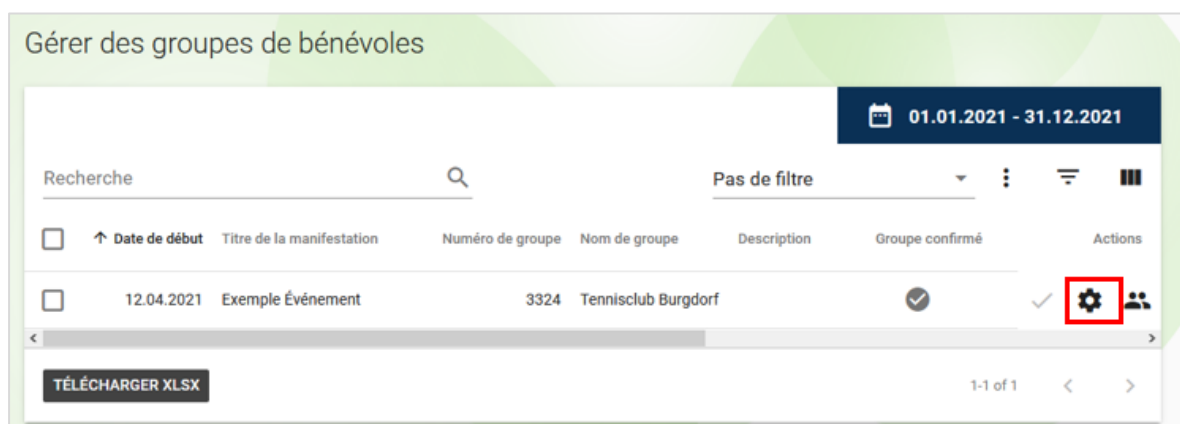 Gérer des groupes de bénévoles
01.01.2021 - 31.12.2021
Recherche Pas de filtre
Date de début Titre de la manifestation Numéro de groupe Nom de groupe Description Groupe confirmé Actions
12.04.2021 Exemple Événement 3324 Tennisclub Burgdorf
TÉLÉCHARGER XLSX 1-1 of 1